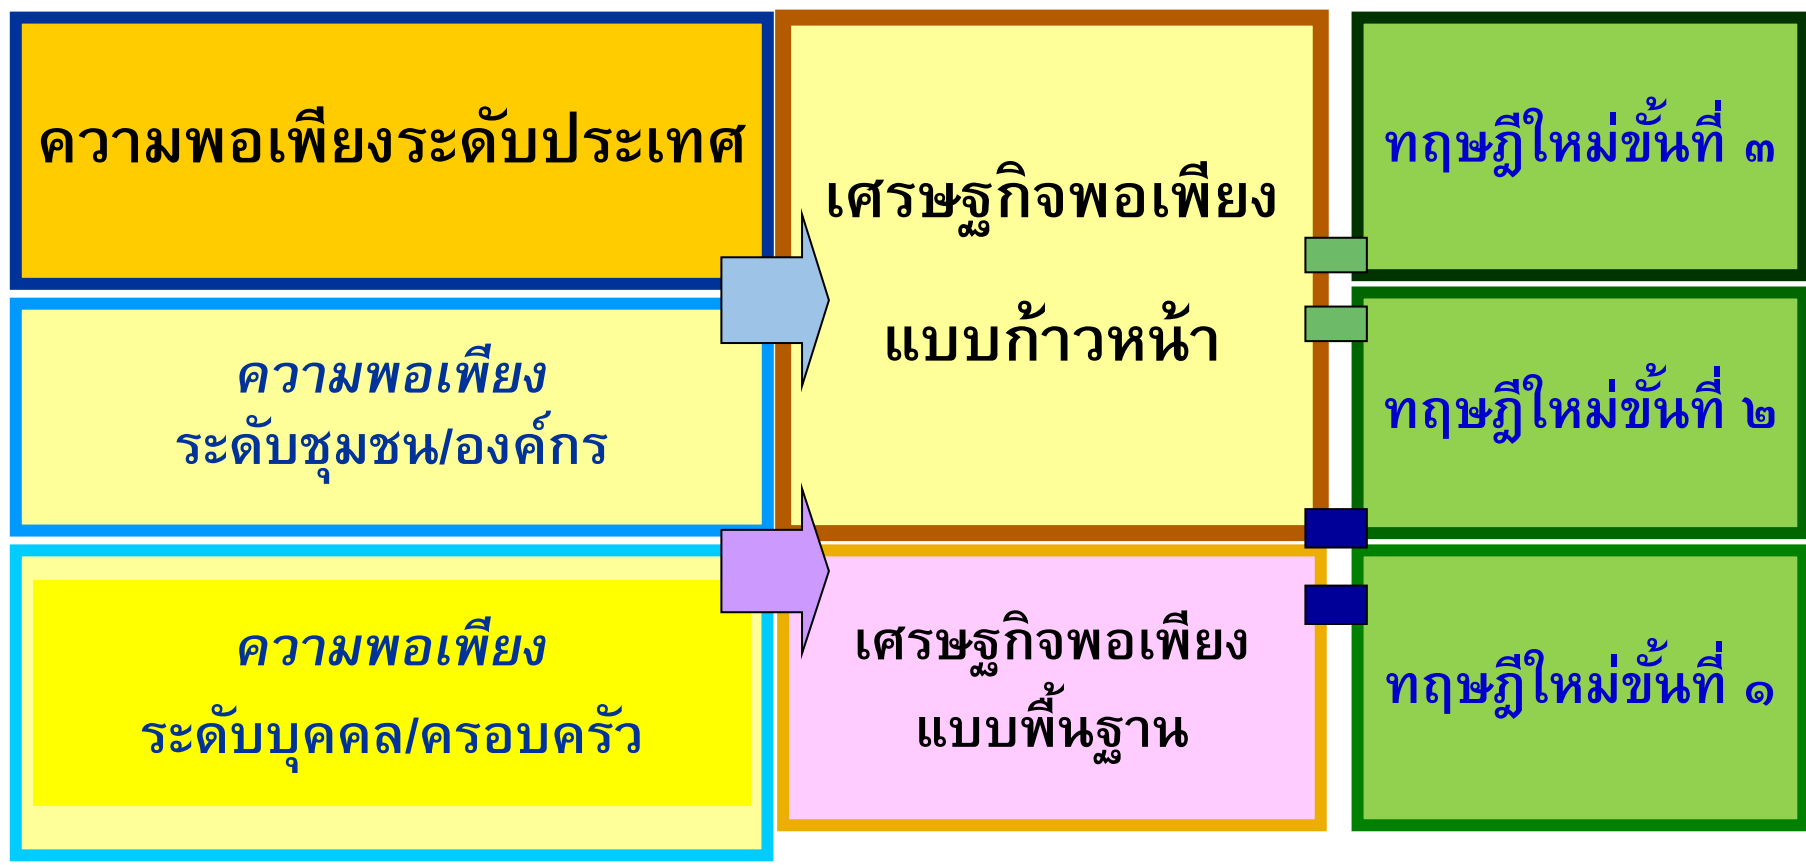 ความพอเพียงระดับประเทศ
ความพอเพียง
ระดับชุมชน/องค์กร
ความพอเพียง
ระดับบุคคล/ครอบครัว
เศรษฐกิจพอเพียง
แบบก้าวหน้า
เศรษฐกิจพอเพียง
แบบพื้นฐาน
ทฤษฎีใหม่ขั้นที่ ๓
ทฤษฎีใหม่ขั้นที่ ๒
ทฤษฎีใหม่ขั้นที่ ๑